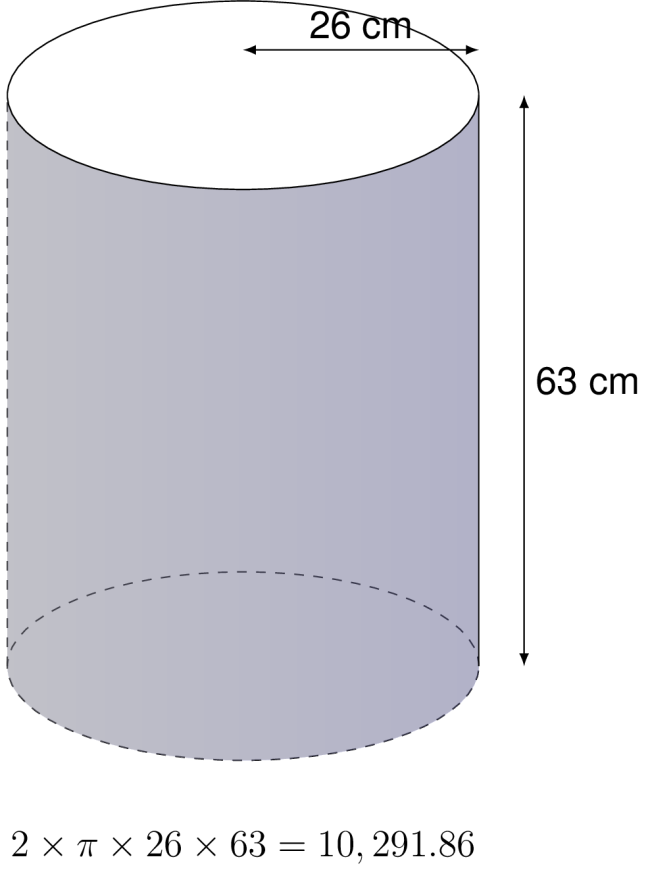 26 cm
63 cm
2 × π × 26 × 63 = 10, 291.86